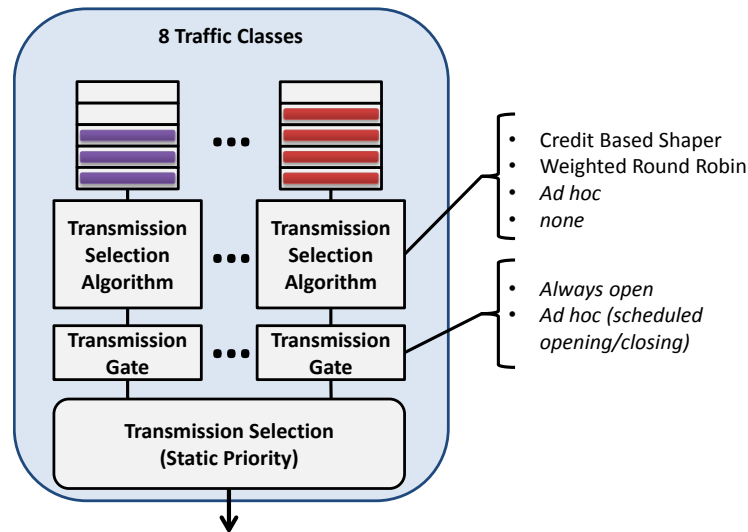 8 Traffic Classes
...
...
Transmission
Selection
Algorithm
Transmission
Selection
Algorithm
...
Transmission
Gate
Transmission
Gate
...
Transmission Selection
(Static Priority)
• Credit Based Shaper
• Weighted Round Robin
• Ad hoc
• none
• Always open
• Ad hoc (scheduled
opening/closing)